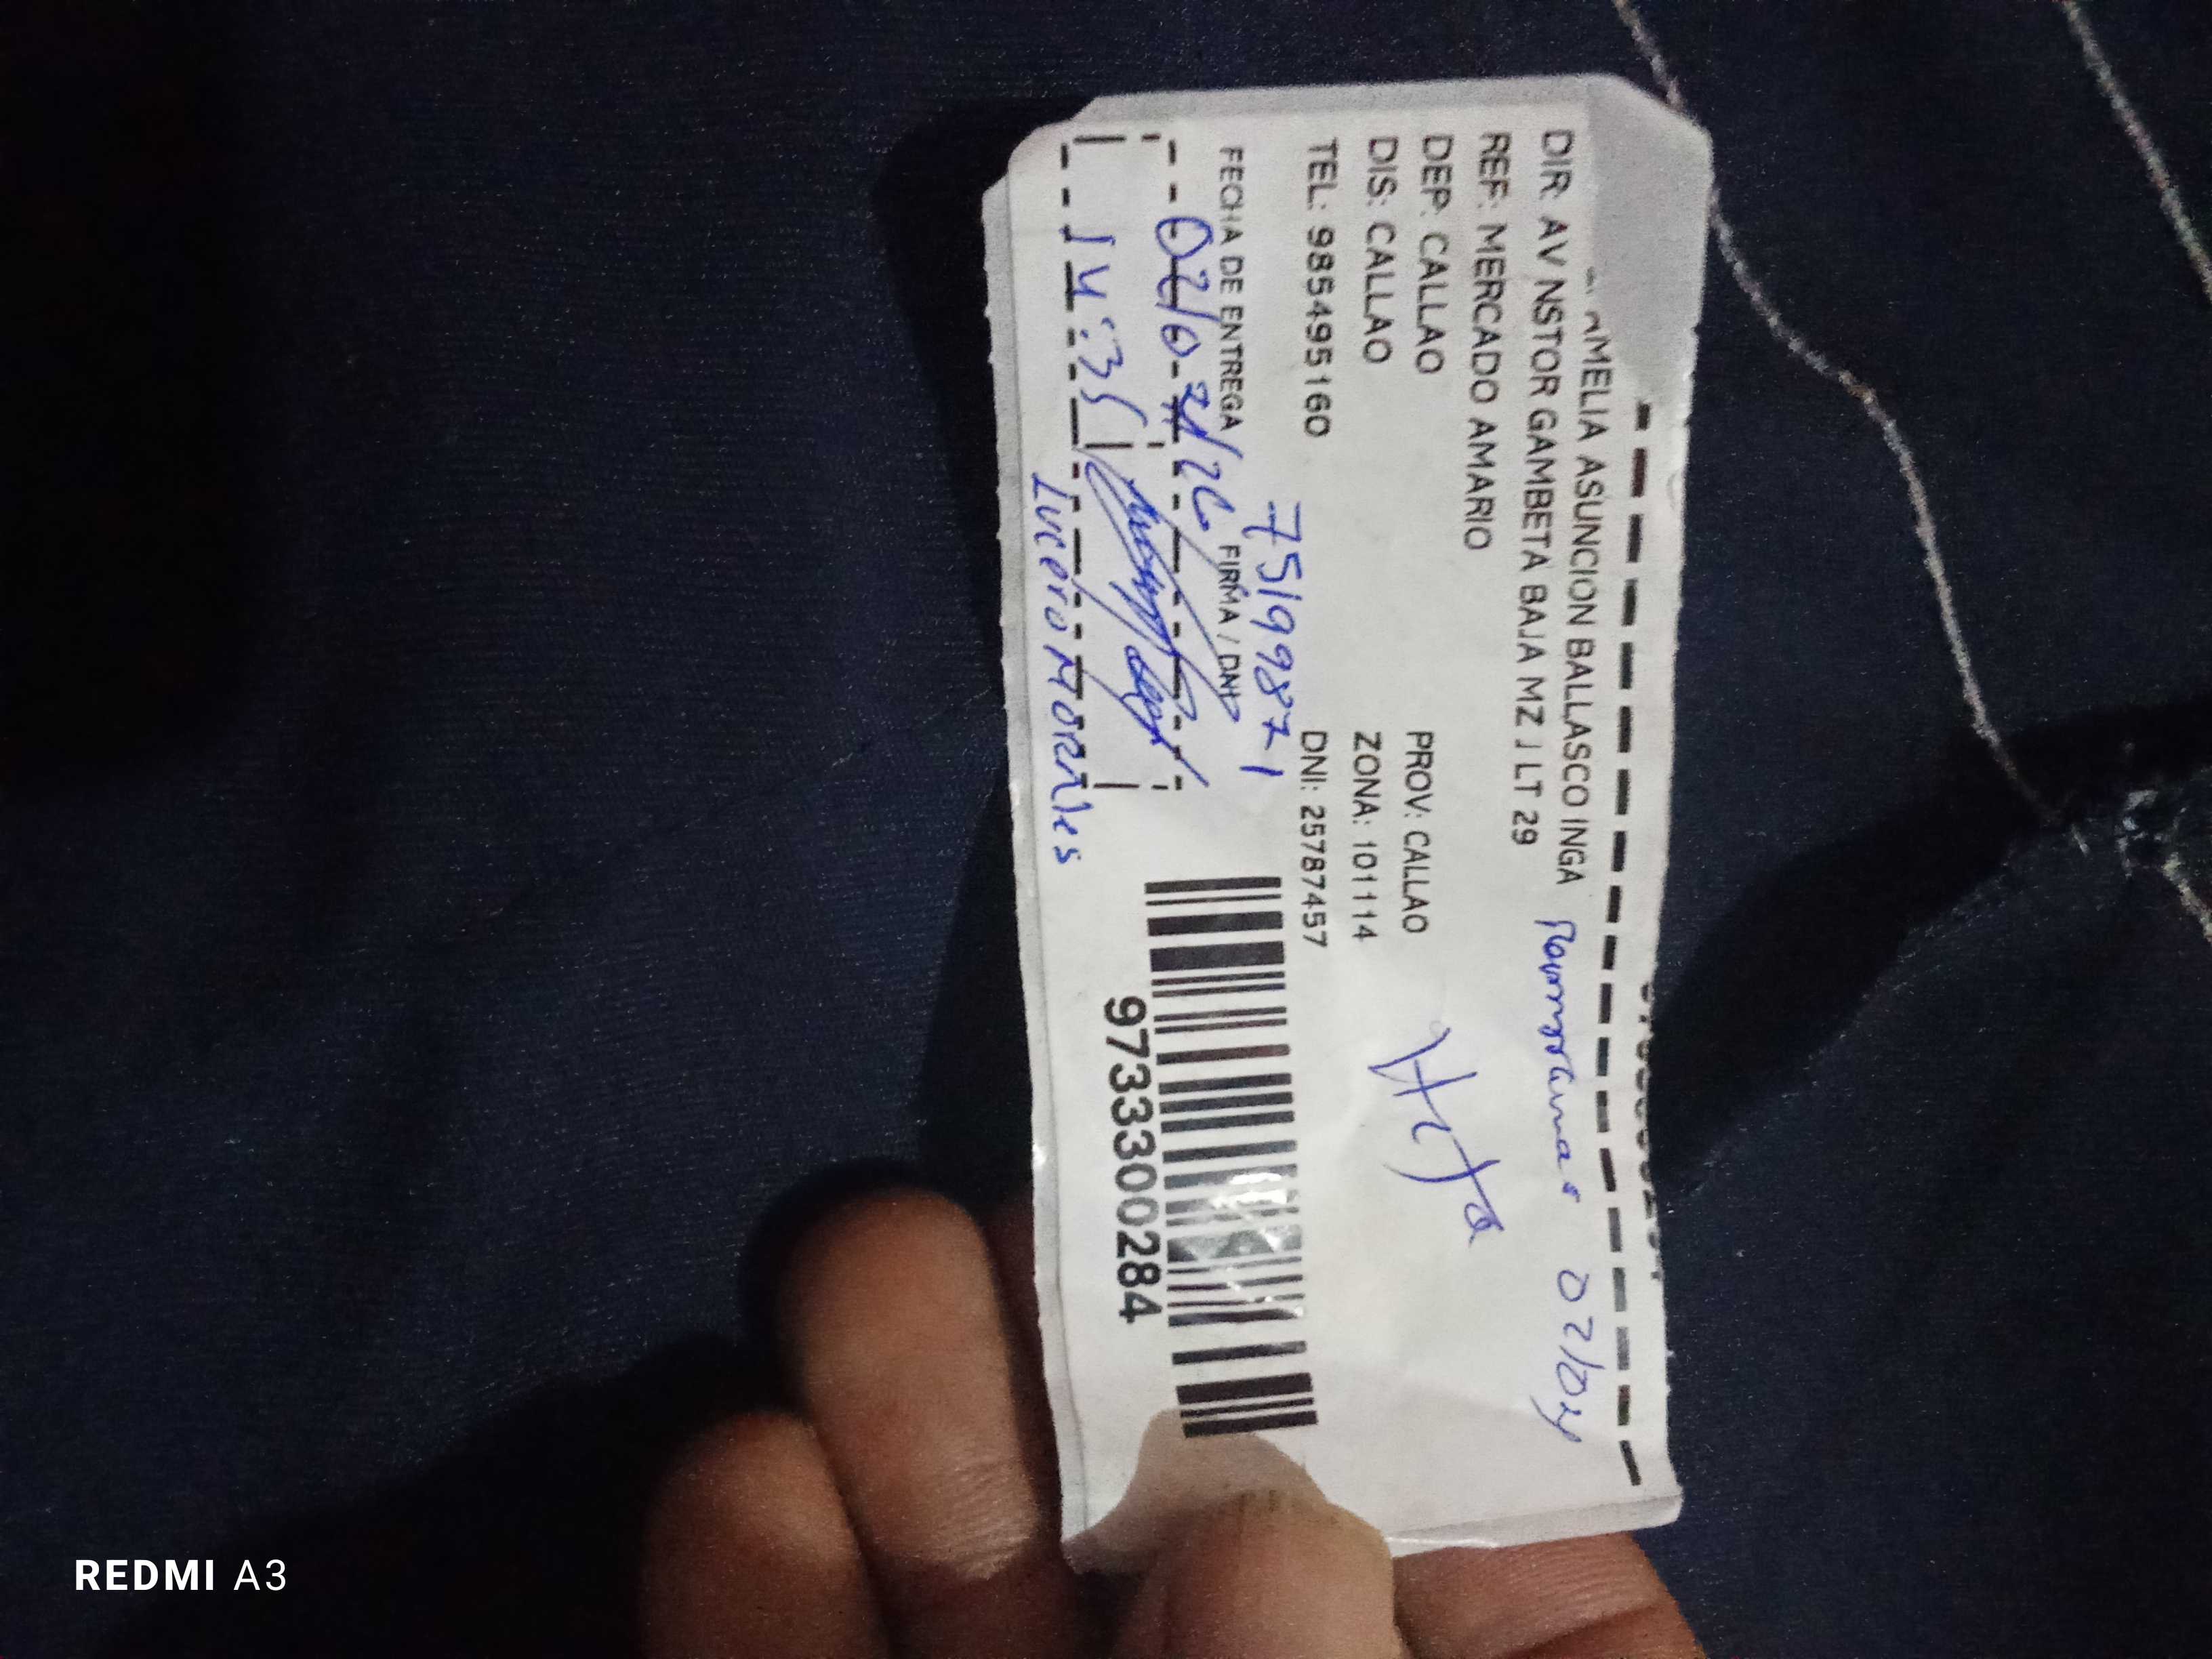 AMELIA ASUNCION BALLASCO INGA
DIR: AV NSTOR GAMBETA BAJA MZ J LT 29
REF: MERCADO AMARIO
DEP: CALLAO PROV: CALLAO
DIS: CALLAO ZONA: 101114
TEL: 985495160 DNI: 25787457
75199871
FECHA DE ENTREGA FIRMA / DNI
14:35
Lucero Morales
9733300284
REDMI A3